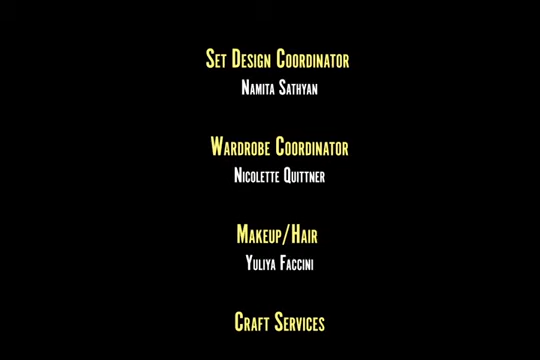 Set Design Coordinator
Namita Sathyan
Wardrobe Coordinator
Nicolette Quittner
Makeup/Hair
Yuliya Faccini
Craft Services